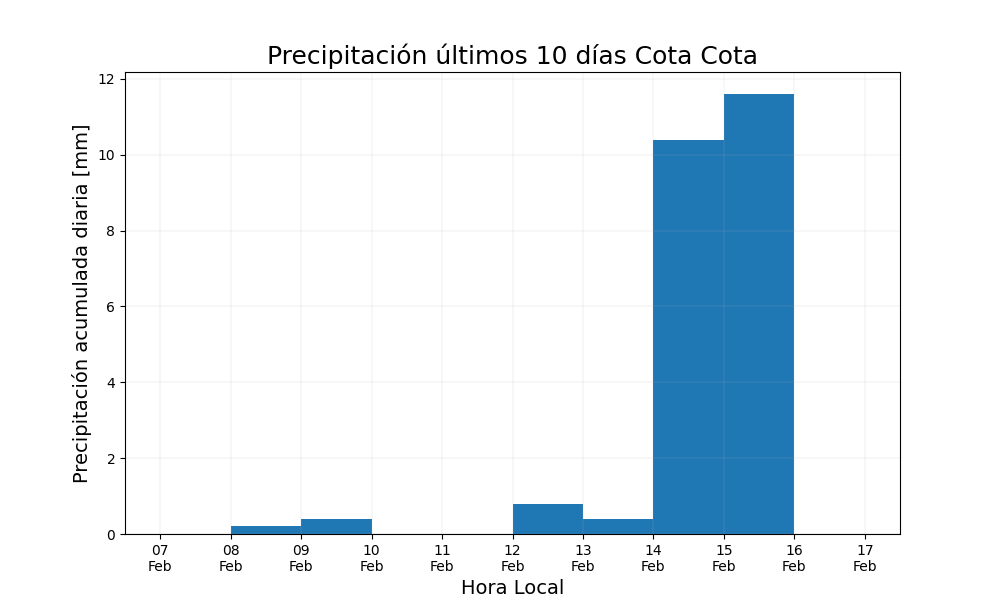 Precipitación últimos 10 días Cota Cota
Precipitación acumulada diaria [mm]
12
10
8
6
4
2
0
07 08 09 10 11 12 13 14 15 16 17
Feb Feb Feb Feb Feb Feb Feb Feb Feb Feb Feb
Hora Local